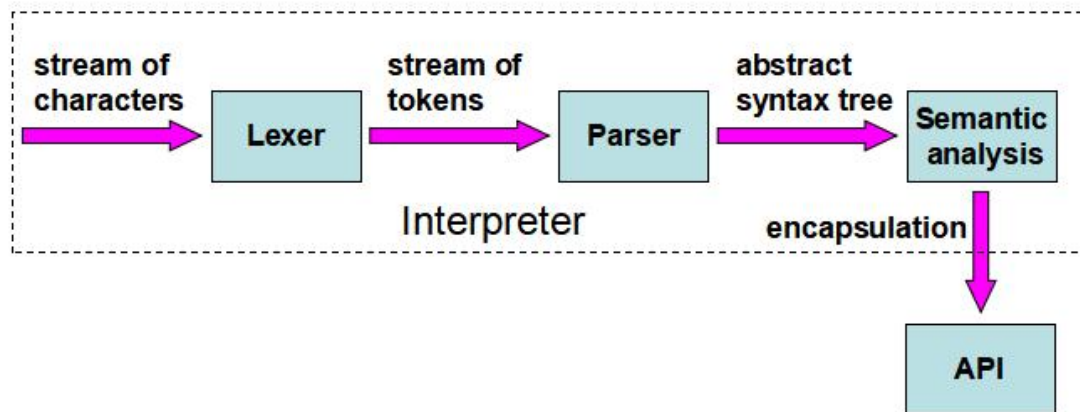 stream of
characters
stream of
tokens
abstract
syntax tree
Lexer
Parser
Semantic
analysis
Interpreter
encapsulation
API